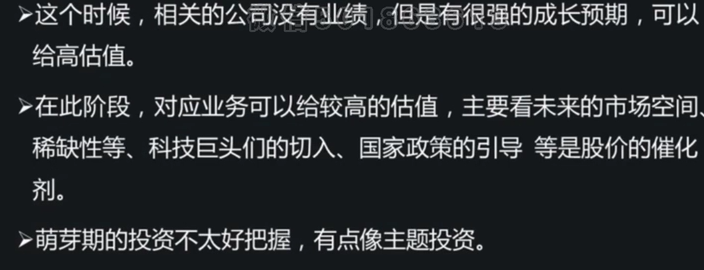 ➢这个时候，相关的公司没有业绩，但是有很强的成长预期，可以
给高估值。
➢在此阶段，对应业务可以给较高的估值，主要看未来的市场空间、
稀缺性等、科技巨头们的切入、国家政策的引导 等是股价的催化
剂。
➢萌芽期的投资不太好把握，有点像主题投资。